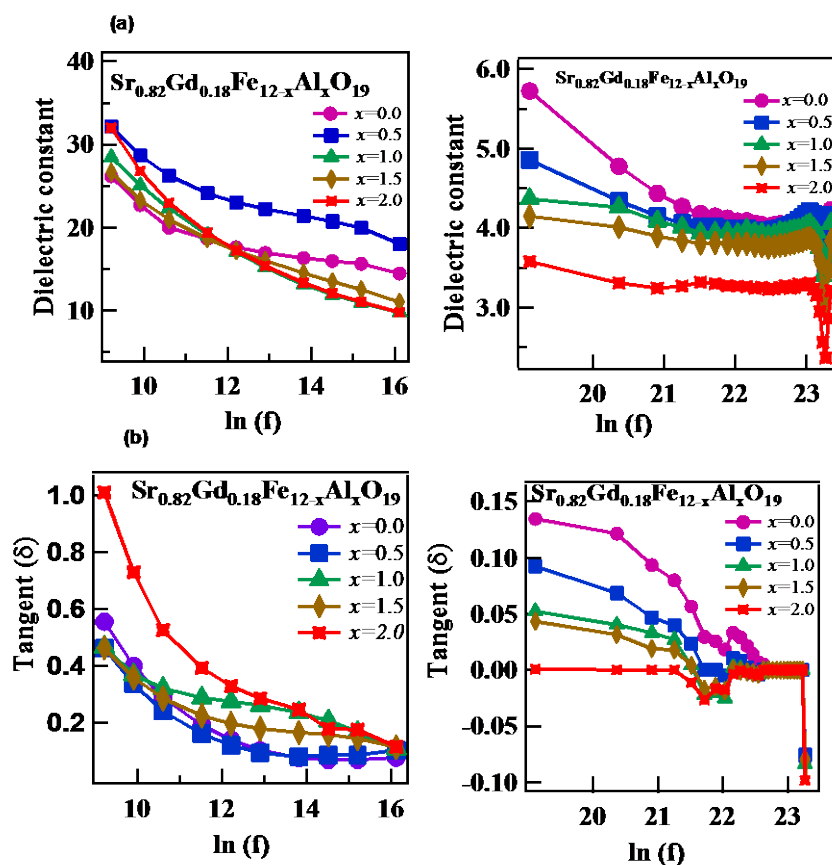 (a)
Sr0.82Gd0.18Fe12-xAlxO19
x=0.0
x=0.5
x=1.0
x=1.5
x=2.0
40
30
20
10
Dielectric constant
10 11 12 13 14 15 16
ln (f)
Sr0.82Gd0.18Fe12-xAlxO19
x=0.0
x=0.5
x=1.0
x=1.5
x=2.0
6.0
5.0
4.0
3.0
Dielectric constant
20 21 22 23
ln (f)
(b)
Sr0.82Gd0.18Fe12-xAlxO19
x=0.0
x=0.5
x=1.0
x=1.5
x=2.0
1.0
0.8
0.6
0.4
0.2
Tangent (δ)
10 11 12 13 14 15 16
ln (f)
Sr0.82Gd0.18Fe12-xAlxO19
x=0.0
x=0.5
x=1.0
x=1.5
x=2.0
0.15
0.10
0.05
0.00
-0.05
-0.10
Tangent (δ)
20 21 22 23
ln (f)